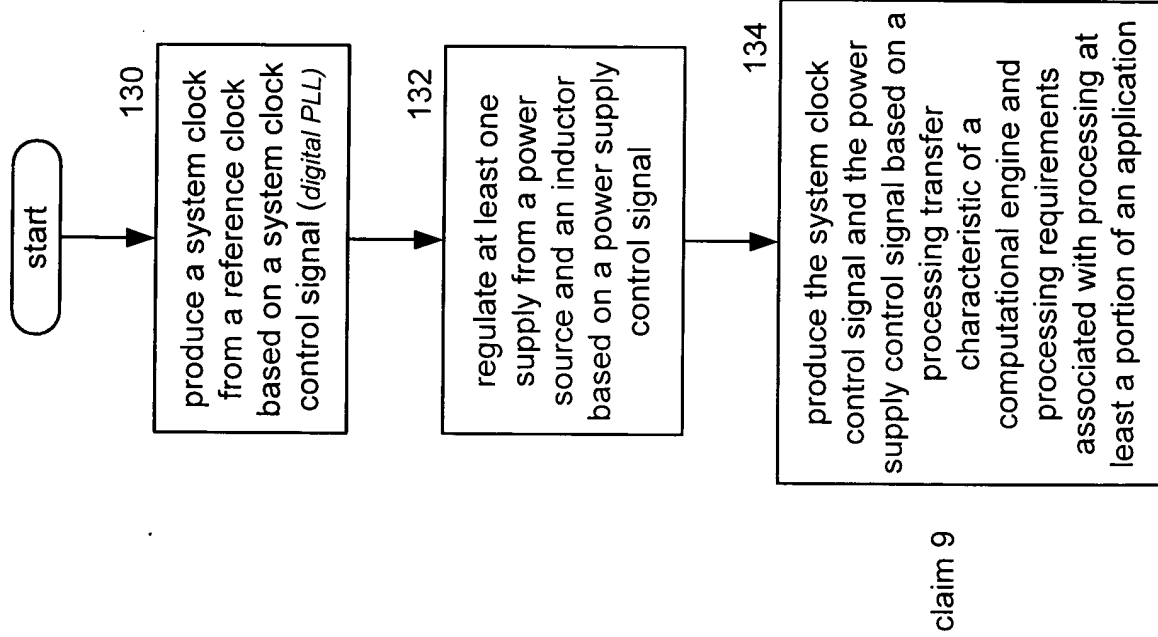 start
130
produce a system clock
from a reference clock
based on a system clock
control signal (digital PLL)
132
regulate at least one
supply from a power
source and an inductor
based on a power supply
control signal
134
produce the system clock
control signal and the power
supply control signal based on a
processing transfer
characteristic of a
computational engine and
processing requirements
associated with processing at
least a portion of an application
claim 9